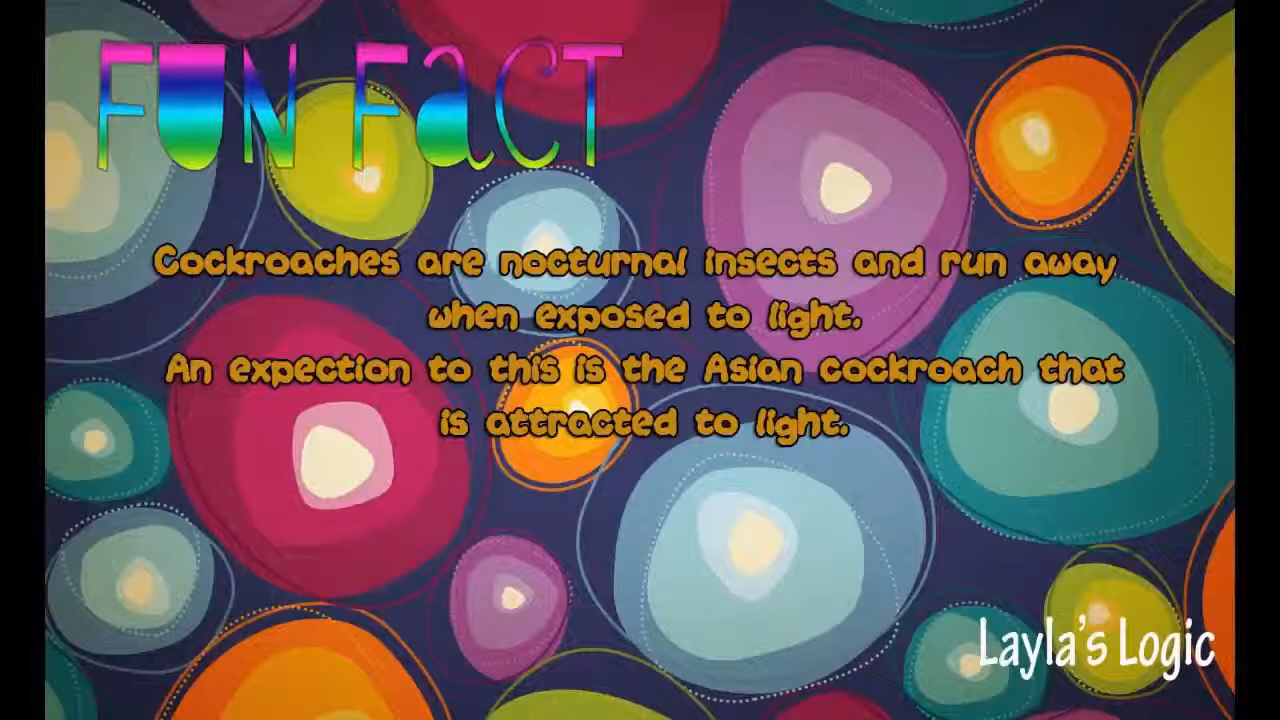 FUN FaCT
Cockroaches are nocturnal insects and run away
when exposed to light.
An expection to this is the Asian cockroach that
is attracted to light.
Layla's Logic